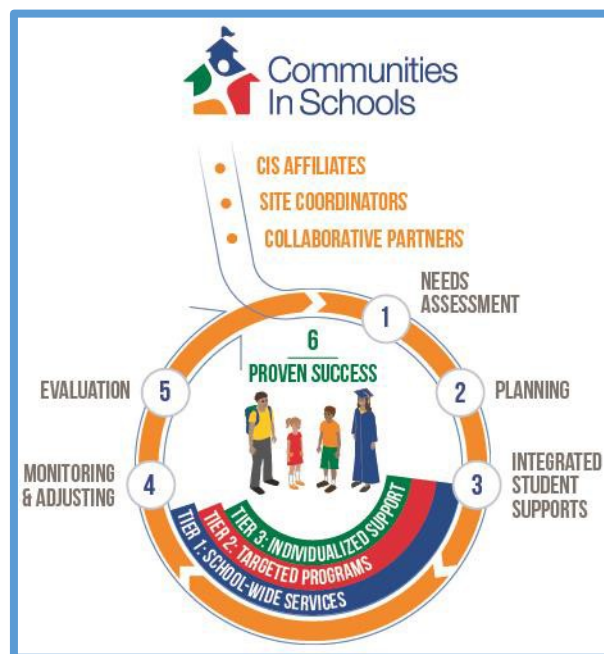 Communities
In Schools
CIS AFFILIATES
SITE COORDINATORS
COLLABORATIVE PARTNERS
1
NEEDS
ASSESSMENT
2
PLANNING
3
INTEGRATED
STUDENT
SUPPORTS
4
MONITORING
& ADJUSTING
5
EVALUATION
6
PROVEN SUCCESS
TIER 3: INDIVIDUALIZED SUPPORT
TIER 2: TARGETED PROGRAMS
TIER 1: SCHOOL-WIDE SERVICES